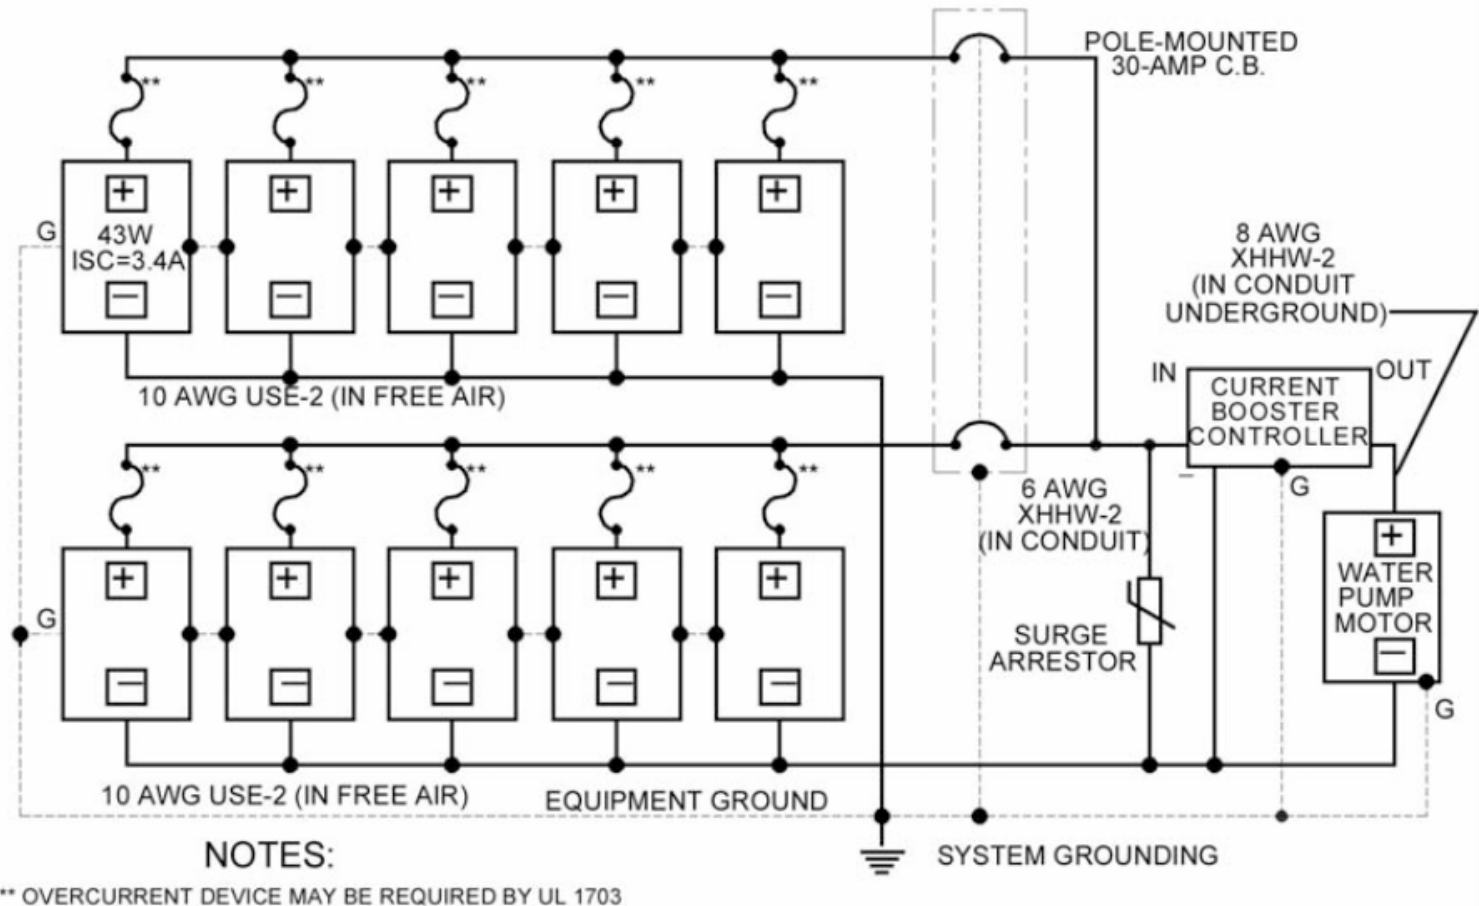 POLE-MOUNTED
30-AMP C.B.
**
**
**
**
**
+
+
+
+
+
G
43W
ISC=3.4A
8 AWG
XHHW-2
(IN CONDUIT
UNDERGROUND)
10 AWG USE-2 (IN FREE AIR)
IN
OUT
CURRENT
BOOSTER
CONTROLLER
**
**
**
**
**
G
6 AWG
XHHW-2
(IN CONDUIT)
+
+
+
+
+
+
WATER
PUMP
MOTOR
G
SURGE
ARRESTOR
G
10 AWG USE-2 (IN FREE AIR)
EQUIPMENT GROUND
SYSTEM GROUNDING
NOTES:
** OVERCURRENT DEVICE MAY BE REQUIRED BY UL 1703